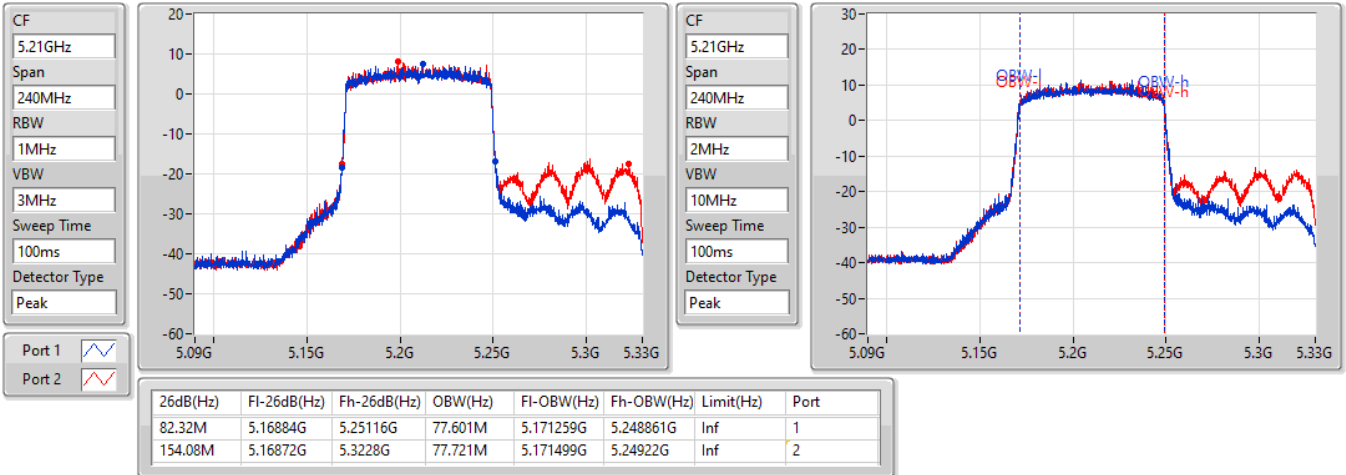 CF
5.21GHz
Span
240MHz
RBW
1MHz
VBW
3MHz
Sweep Time
100ms
Detector Type
Peak
20
10
0
-10
-20
-30
-40
-50
-60
5.09G 5.15G 5.2G 5.25G 5.3G 5.33G
CF
5.21GHz
Span
240MHz
RBW
2MHz
VBW
10MHz
Sweep Time
100ms
Detector Type
Peak
30
20
10
0
-10
-20
-30
-40
-50
-60
OBW-l OBW-h
OBW-l OBW-h
5.09G 5.15G 5.2G 5.25G 5.3G 5.33G
Port 1
Port 2
26dB(Hz) Fl-26dB(Hz) Fh-26dB(Hz) OBW(Hz) Fl-OBW(Hz) Fh-OBW(Hz) Limit(Hz) Port
82.32M 5.16884G 5.25116G 77.601M 5.171259G 5.248861G Inf 1
154.08M 5.16872G 5.3228G 77.721M 5.171499G 5.24922G Inf 2